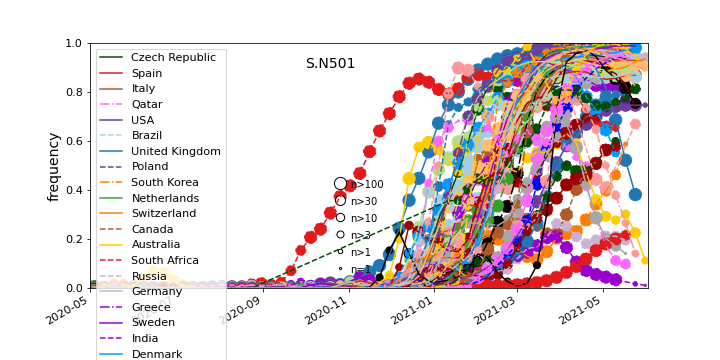 S.N501
frequency
1.0
0.8
0.6
0.4
0.2
0.0
Czech Republic
Spain
Italy
Qatar
USA
Brazil
United Kingdom
Poland
South Korea
Netherlands
Switzerland
Canada
Australia
South Africa
Russia
Germany
Greece
Sweden
India
Denmark
n>100
n>30
n>10
n>3
n>1
n=1
2020-05
2020-09
2020-11
2021-01
2021-03
2021-05